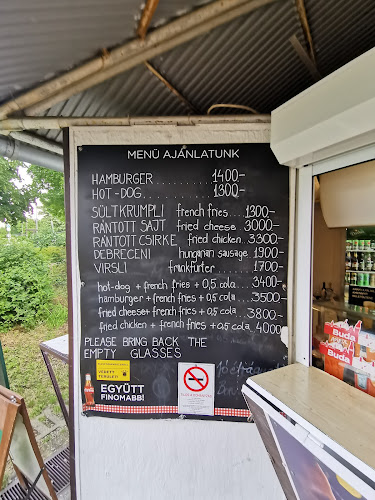 MENÜ AJÁNLATUNK
HAMBURGER 1400-
HOT-DOG 1300-
SÜLTKRUMPLI french fries 1300-
RÁNTOTT SAJT fried cheese 3000-
RÁNTOTT CSIRKE fried chicken 3300-
DEBRECENI hungarian sausage 1900-
VIRSLI frankfurter 1700-
hot-dog + french fries + 0,5 cola 3400-
hamburger + french fries + 0,5 cola 3500-
fried cheese + french fries + 0,5 cola 3800-
fried chicken + french fries + 0,5 cola 4000-
PLEASE BRING BACK THE
EMPTY GLASSES
EGYÜTT
FINOMABB!
Buda
Buda